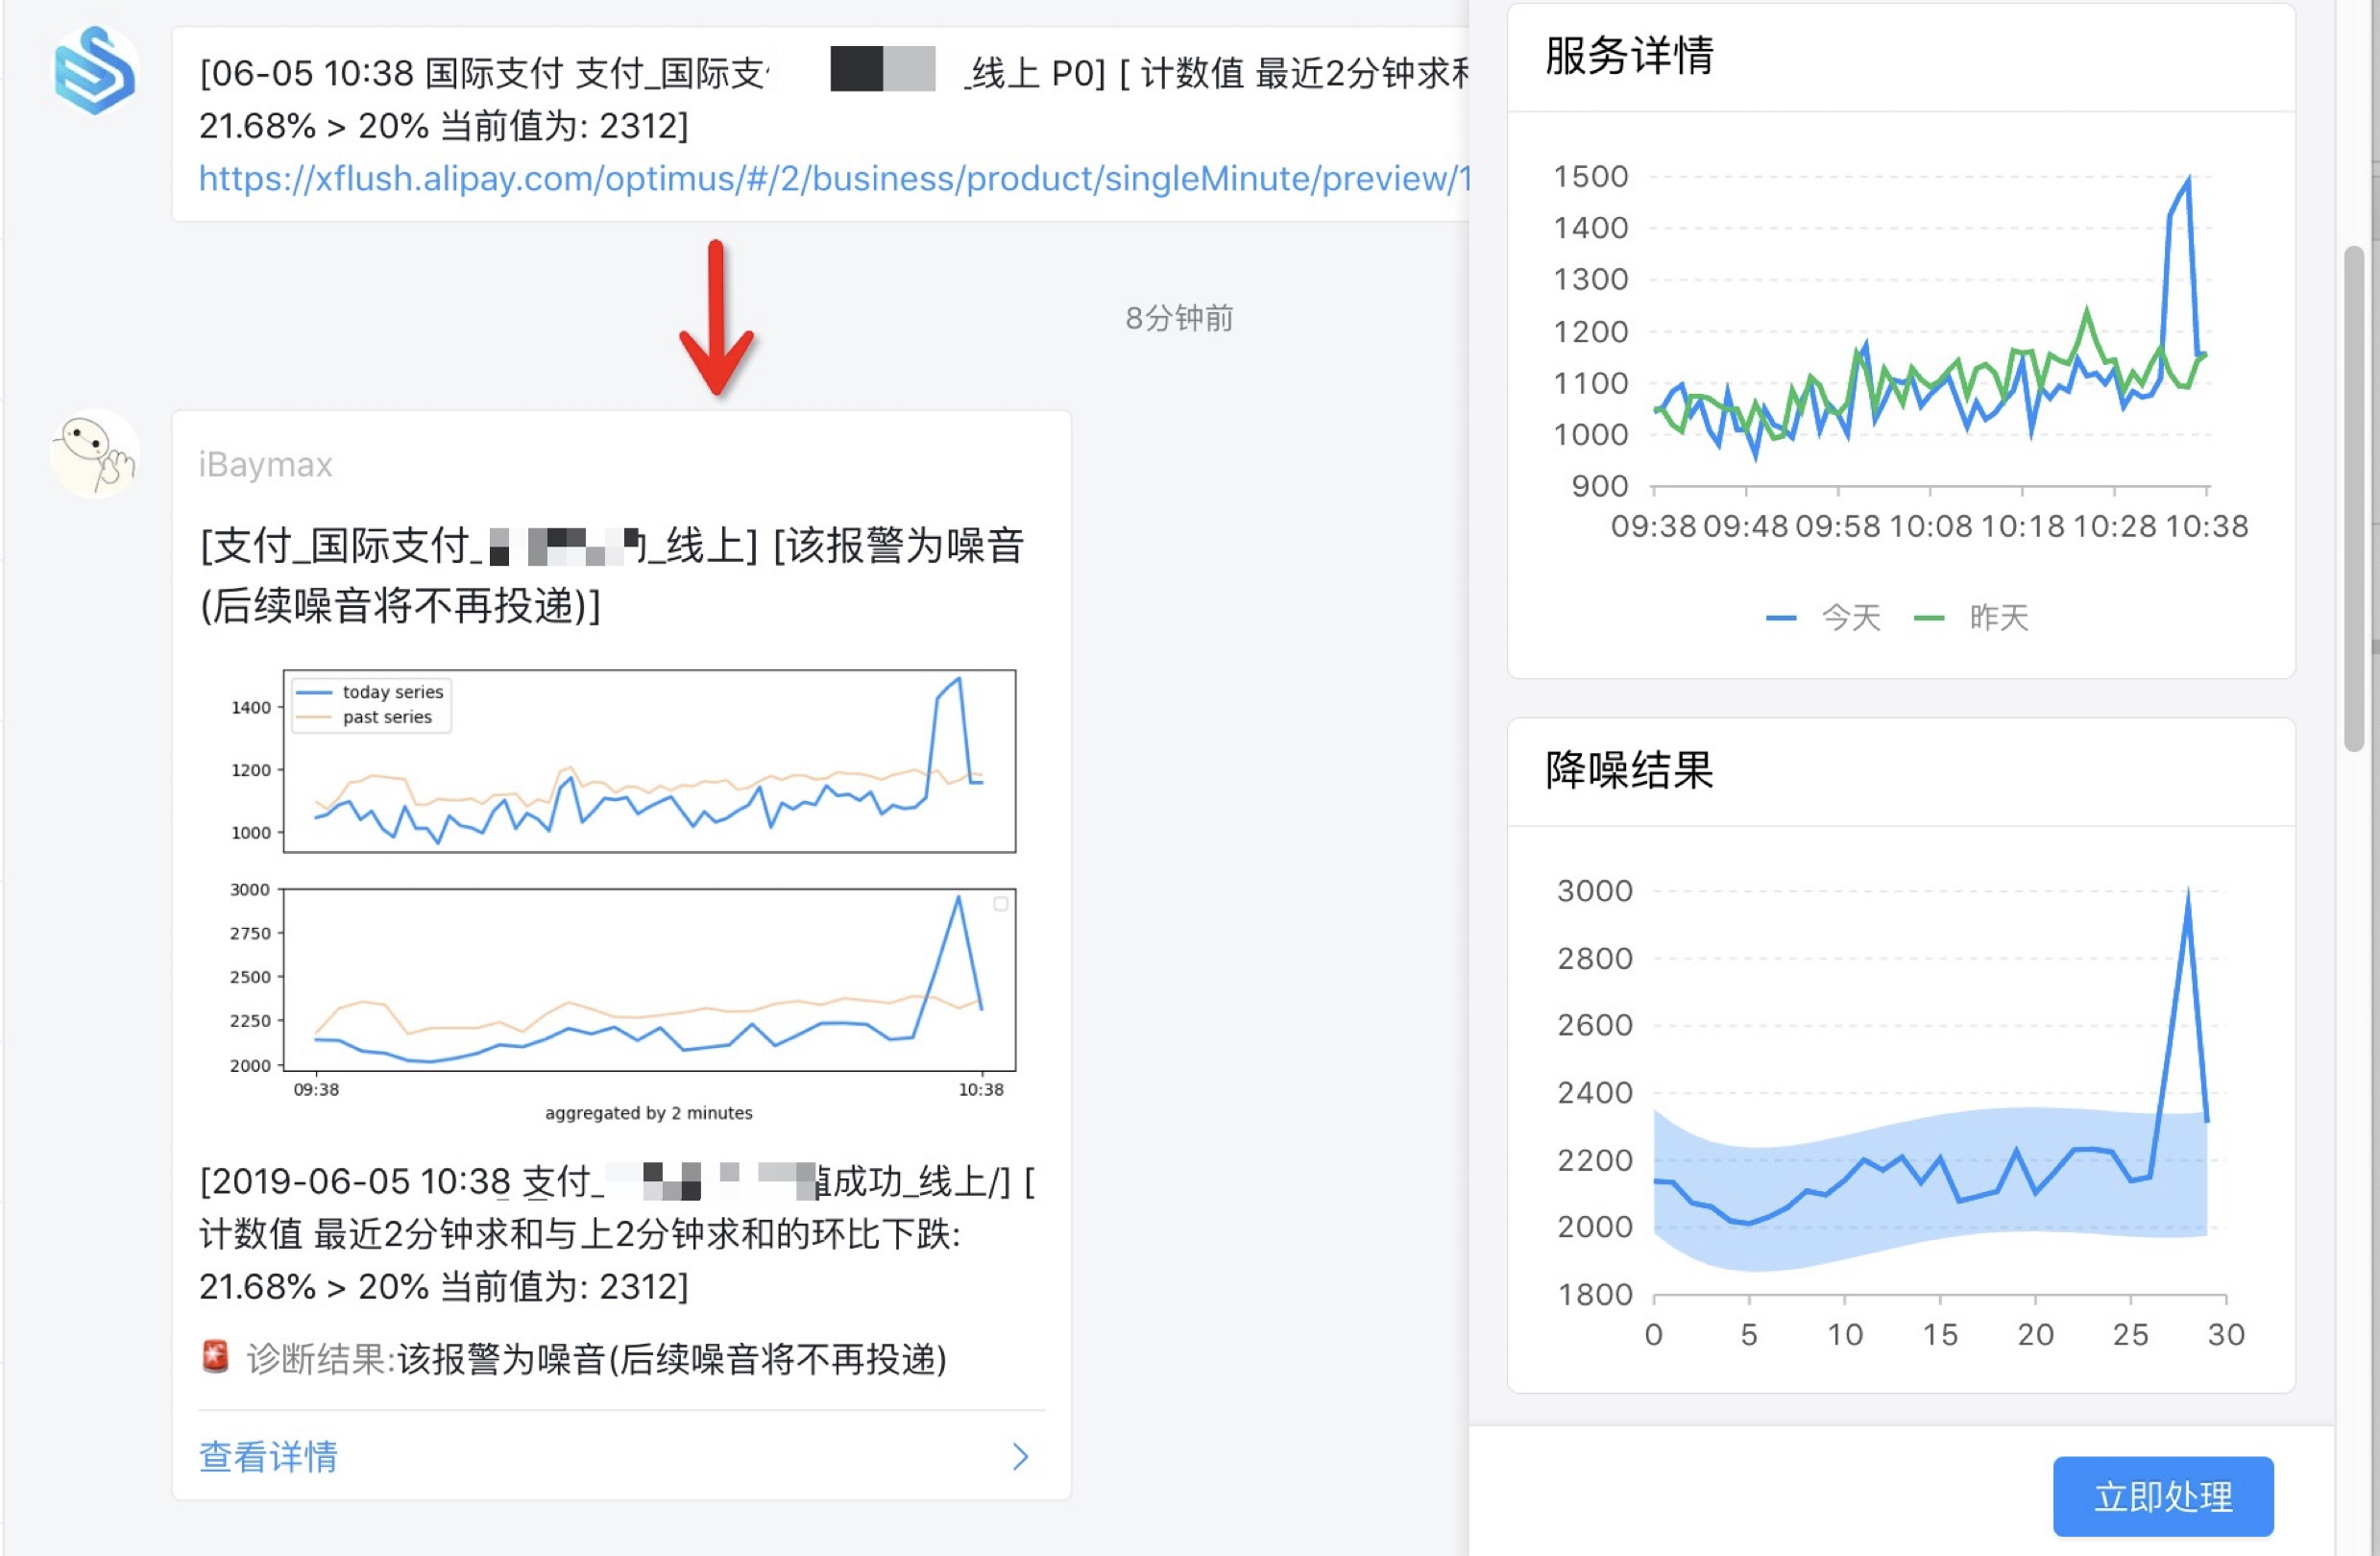 [06-05 10:38 国际支付 支付_国际支 _线上 P0] [ 计数值 最近2分钟求和
21.68% > 20% 当前值为: 2312]
https://xflush.alipay.com/optimus/#/2/business/product/singleMinute/preview/1
8分钟前
iBaymax
[支付_国际支付_ _线上] [该报警为噪音
(后续噪音将不再投递)]
today series
past series
1400
1200
1000
3000
2750
2500
2250
2000
09:38 10:38
aggregated by 2 minutes
[2019-06-05 10:38 支付_ 值成功_线上/] [
计数值 最近2分钟求和与上2分钟求和的环比下跌:
21.68% > 20% 当前值为: 2312]
诊断结果:该报警为噪音(后续噪音将不再投递)
查看详情
服务详情
1500
1400
1300
1200
1100
1000
900
09:38 09:48 09:58 10:08 10:18 10:28 10:38
今天 昨天
降噪结果
3000
2800
2600
2400
2200
2000
1800
0 5 10 15 20 25 30
立即处理